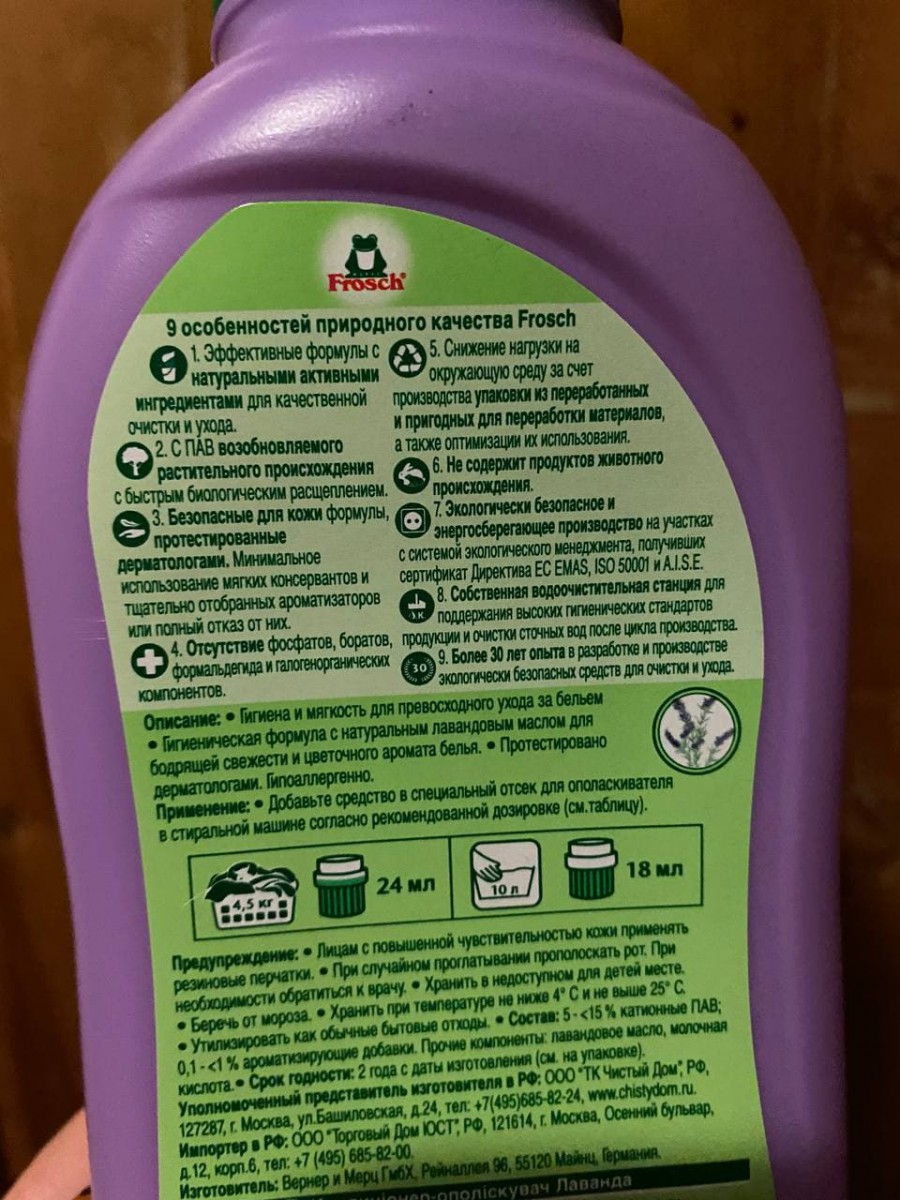 Frosch
9 особенностей природного качества Frosch
1. Эффективные формулы с
натуральными активными
ингредиентами для качественной
очистки и ухода.
2. С ПАВ возобновляемого
растительного происхождения
с быстрым биологическим расщеплением.
3. Безопасные для кожи формулы,
протестированные
дерматологами. Минимальное
использование мягких консервантов и
тщательно отобранных ароматизаторов
или полный отказ от них.
4. Отсутствие фосфатов, боратов,
формальдегида и галогенорганических
компонентов.
5. Снижение нагрузки на
окружающую среду за счет
производства упаковки из переработанных
и пригодных для переработки материалов,
а также оптимизации их использования.
6. Не содержит продуктов животного
происхождения.
7. Экологически безопасное и
энергосберегающее производство на участках
с системой экологического менеджмента, получивших
сертификат Директива ЕС EMAS, ISO 50001 и A.I.S.E.
8. Собственная водоочистительная станция для
поддержания высоких гигиенических стандартов
продукции и очистки сточных вод после цикла производства.
30 9. Более 30 лет опыта в разработке и производстве
экологически безопасных средств для очистки и ухода.
Описание: • Гигиена и мягкость для превосходного ухода за бельем
• Гигиеническая формула с натуральным лавандовым маслом для
бодрящей свежести и цветочного аромата белья. • Протестировано
дерматологами. Гипоаллергенно.
Применение: • Добавьте средство в специальный отсек для ополаскивателя
в стиральной машине согласно рекомендованной дозировке (см.таблицу).
4,5 кг 24 мл 10 л 18 мл
Предупреждение: • Лицам с повышенной чувствительностью кожи применять
резиновые перчатки. • При случайном проглатывании прополоскать рот. При
необходимости обратиться к врачу. • Хранить в недоступном для детей месте.
• Беречь от мороза. • Хранить при температуре не ниже 4° С и не выше 25° С.
• Утилизировать как обычные бытовые отходы. • Состав: 5 - <15 % катионные ПАВ;
0,1 - <1 % ароматизирующие добавки. Прочие компоненты: лавандовое масло, молочная
кислота. • Срок годности: 2 года с даты изготовления (см. на упаковке).
Уполномоченный представитель изготовителя в РФ: ООО "ТК Чистый Дом", РФ,
127287, г. Москва, ул.Башиловская, д.24, тел: +7(495)685-82-24, www.chistydom.ru.
Импортер в РФ: ООО "Торговый Дом ЮСТ", РФ, 121614, г. Москва, Осенний бульвар,
д.12, корп.6, тел: +7 (495) 685-82-00.
Изготовитель: Вернер и Мерц ГмбХ, Рейналлея 96, 55120 Майнц, Германия.
ополіскувач Лаванда